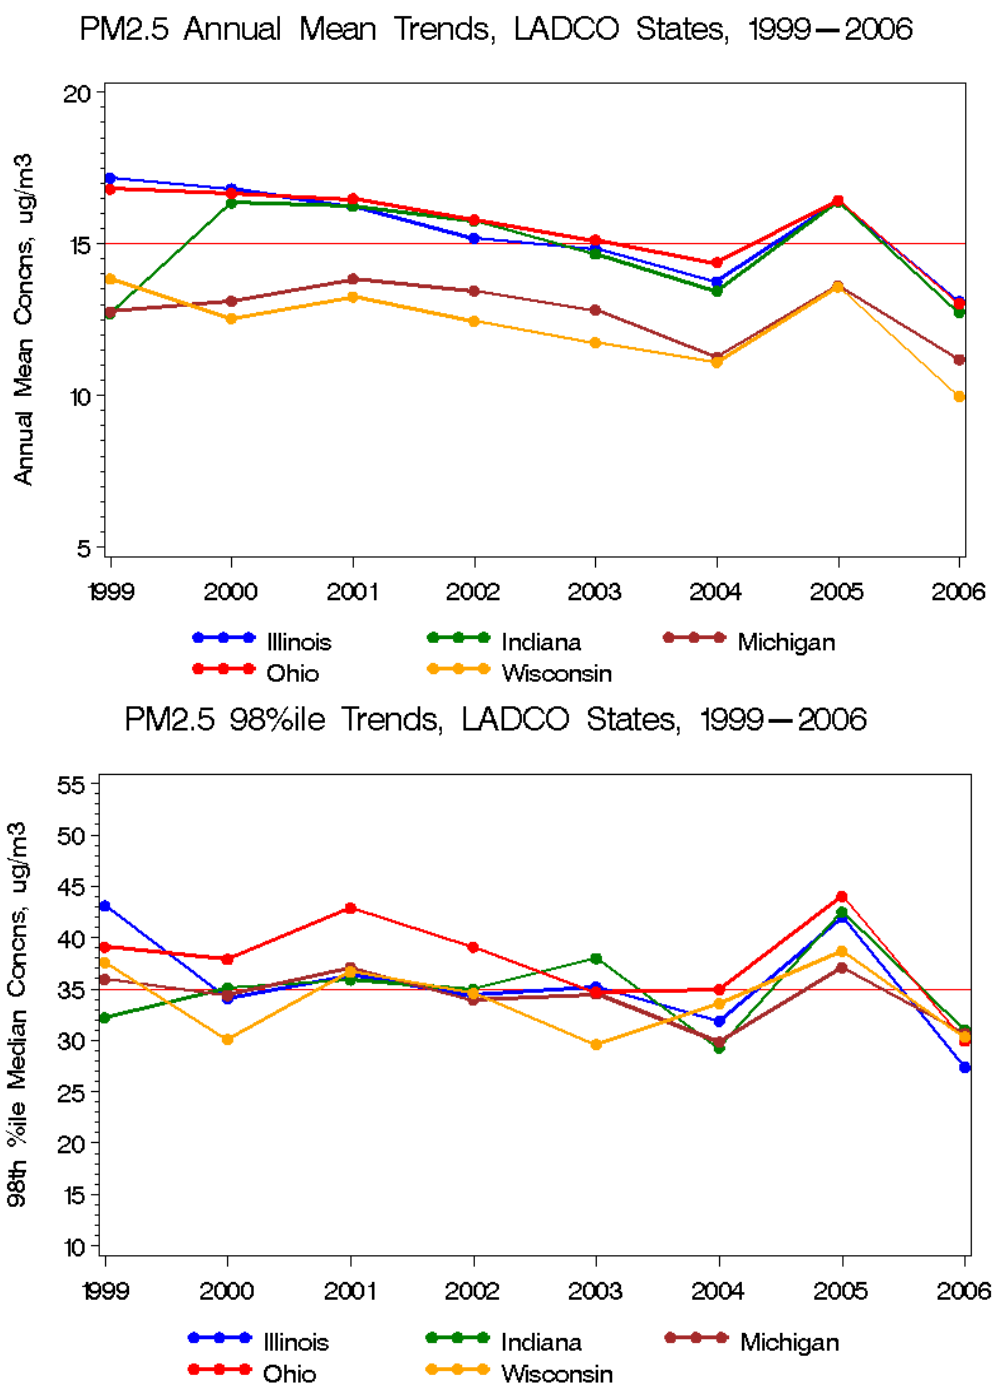 PM2.5 Annual Mean Trends, LADCO States, 1999–2006
Annual Mean Concns, ug/m3
20
15
10
5
1999 2000 2001 2002 2003 2004 2005 2006
Illinois Indiana Michigan
Ohio Wisconsin
PM2.5 98%ile Trends, LADCO States, 1999–2006
98th %ile Median Concns, ug/m3
55
50
45
40
35
30
25
20
15
10
1999 2000 2001 2002 2003 2004 2005 2006
Illinois Indiana Michigan
Ohio Wisconsin